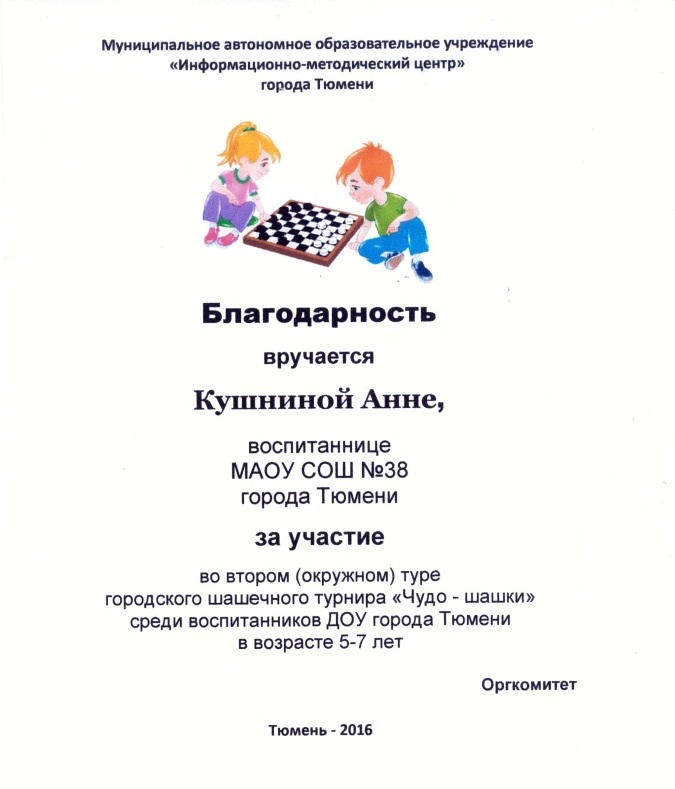 Муниципальное автономное образовательное учреждение
«Информационно-методический центр»
города Тюмени
Благодарность
вручается
Кушниной Анне,
воспитаннице
МАОУ СОШ №38
города Тюмени
за участие
во втором (окружном) туре
городского шашечного турнира «Чудо - шашки»
среди воспитанников ДОУ города Тюмени
в возрасте 5-7 лет
Оргкомитет
Тюмень - 2016